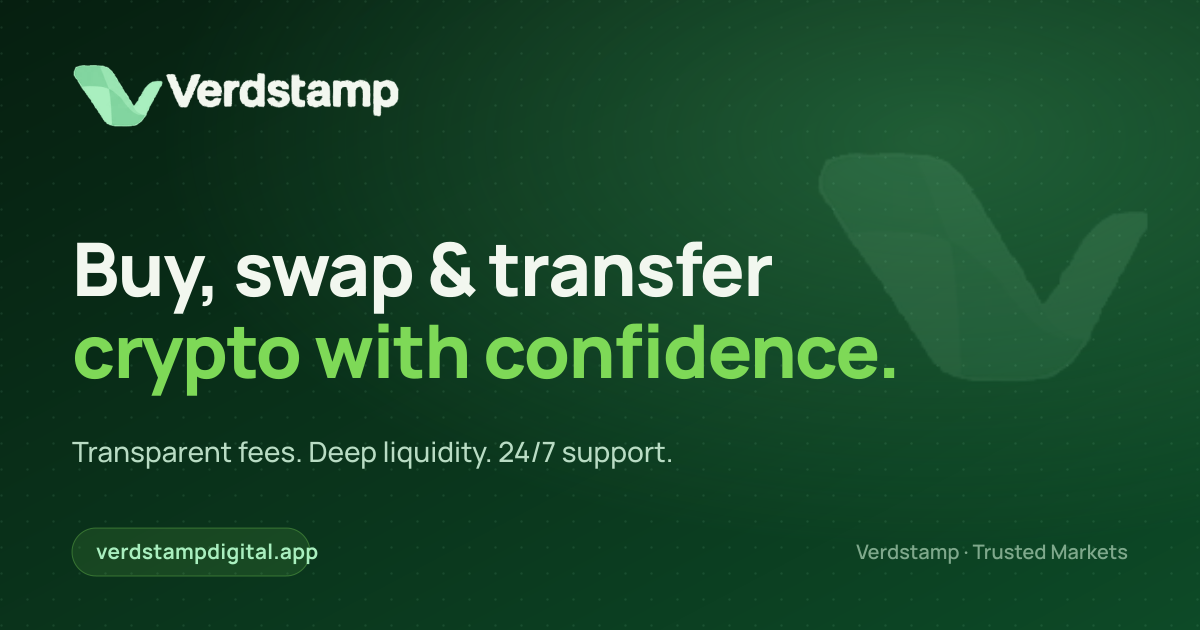 Verdstamp
Buy, swap & transfer
crypto with confidence.
Transparent fees. Deep liquidity. 24/7 support.
verdstampdigital.app
Verdstamp · Trusted Markets